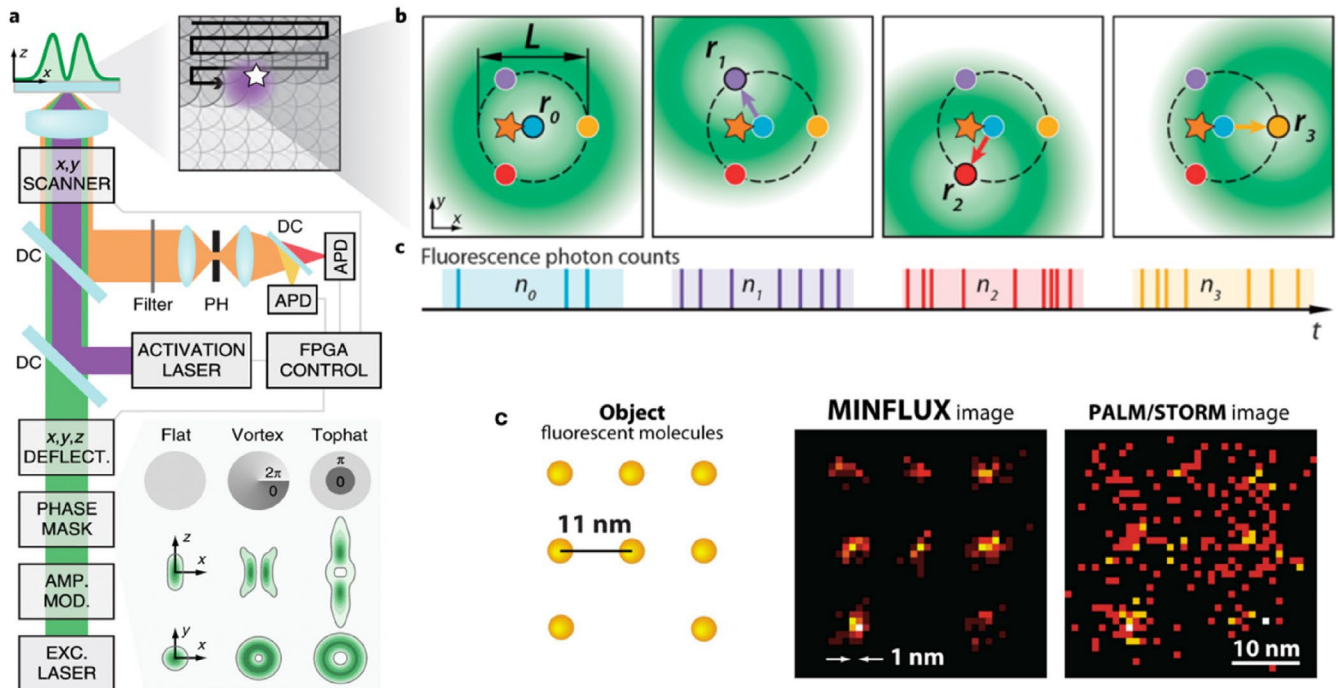 a
z
x
x,y
SCANNER
DC
DC
Filter
PH
APD
APD
DC
ACTIVATION
LASER
FPGA
CONTROL
x,y,z
DEFLECT.
PHASE
MASK
AMP.
MOD.
EXC.
LASER
Flat
Vortex
Tophat
2π
0
π
0
z
x
y
x
b
L
r0
r1
r2
r3
y
x
c
Fluorescence photon counts
n0
n1
n2
n3
t
c
Object
fluorescent molecules
11 nm
MINFLUX image
1 nm
PALM/STORM image
10 nm